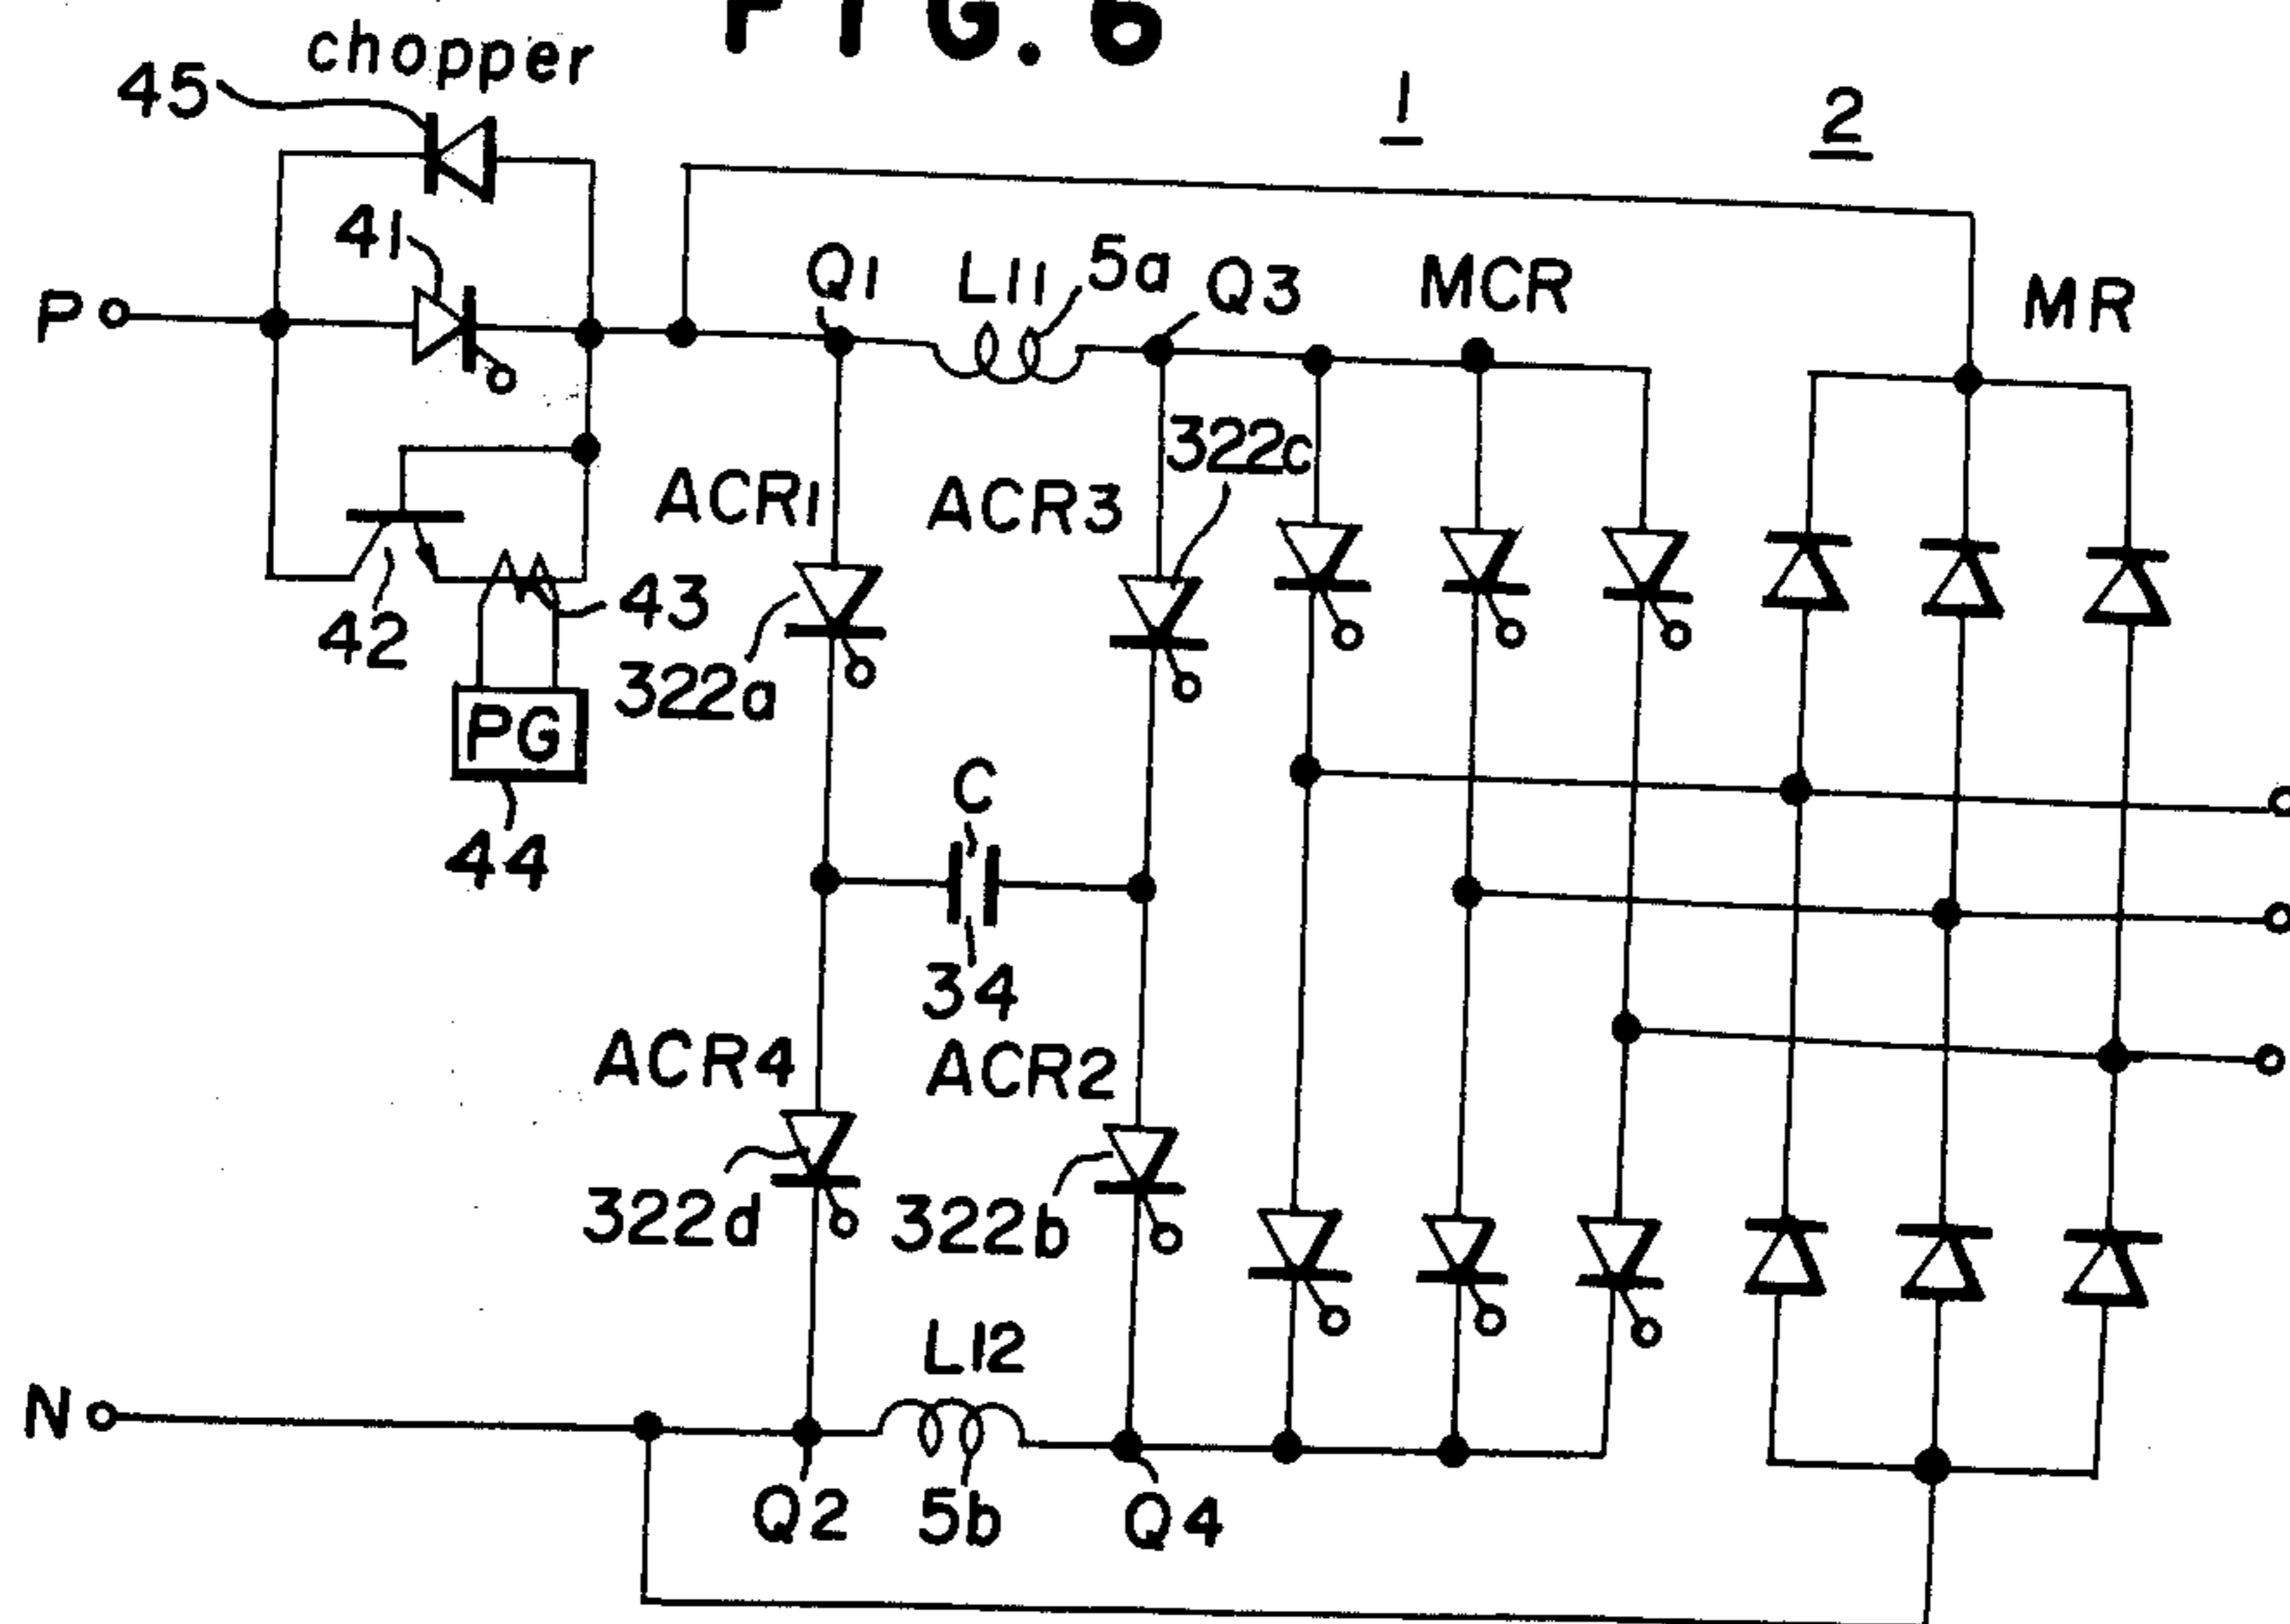 FIG. 6
chopper
45
1
2
41
P
Q1
L11
5a
Q3
MCR
MR
322c
ACR1
ACR3
43
42
322a
PG
44
C
34
ACR4
ACR2
322d
322b
L12
N
Q2
5b
Q4